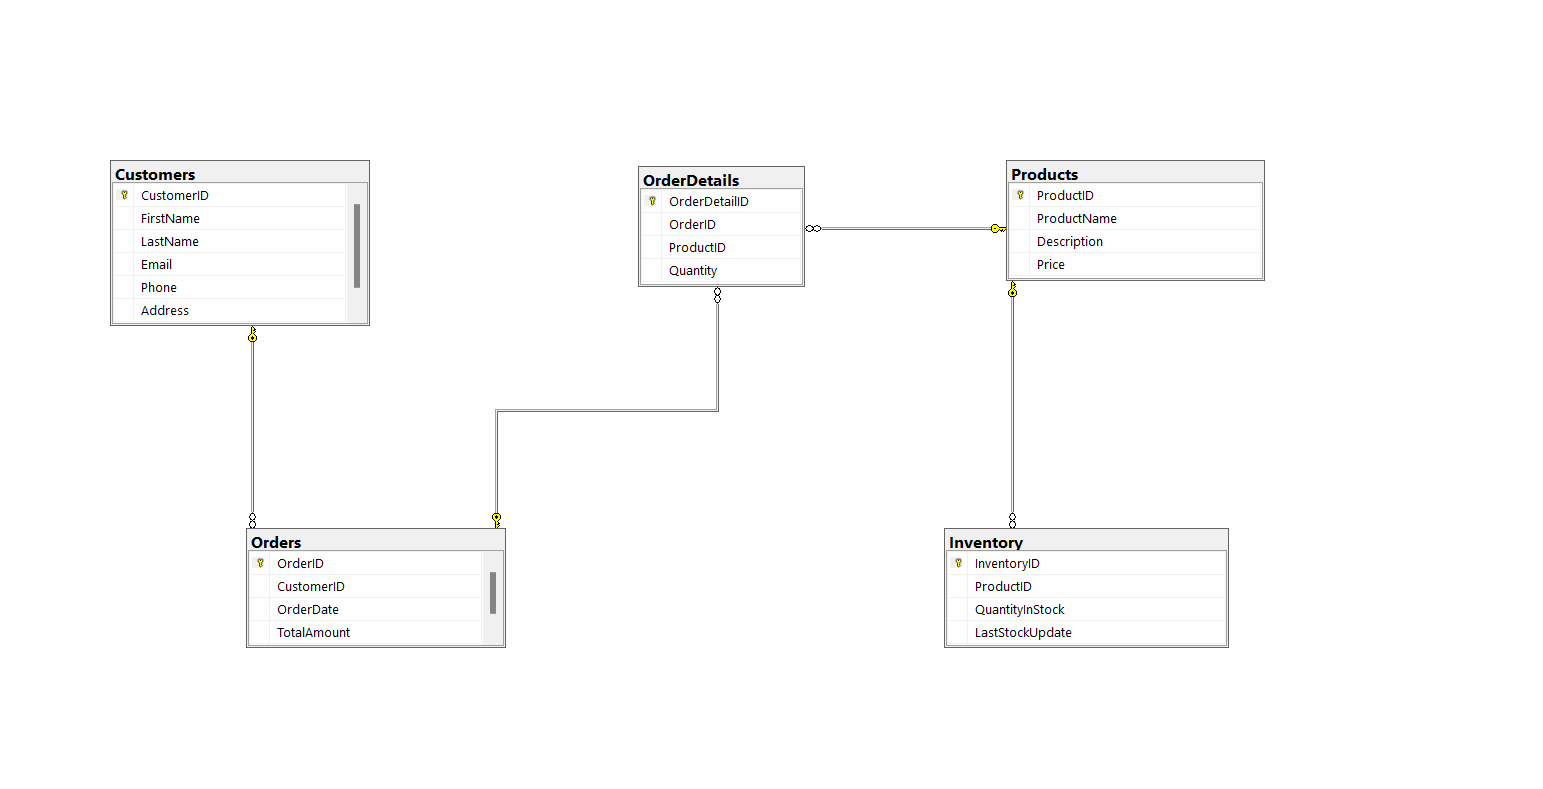 Customers
CustomerID
FirstName
LastName
Email
Phone
Address
OrderDetails
OrderDetailID
OrderID
ProductID
Quantity
Products
ProductID
ProductName
Description
Price
Orders
OrderID
CustomerID
OrderDate
TotalAmount
Inventory
InventoryID
ProductID
QuantityInStock
LastStockUpdate